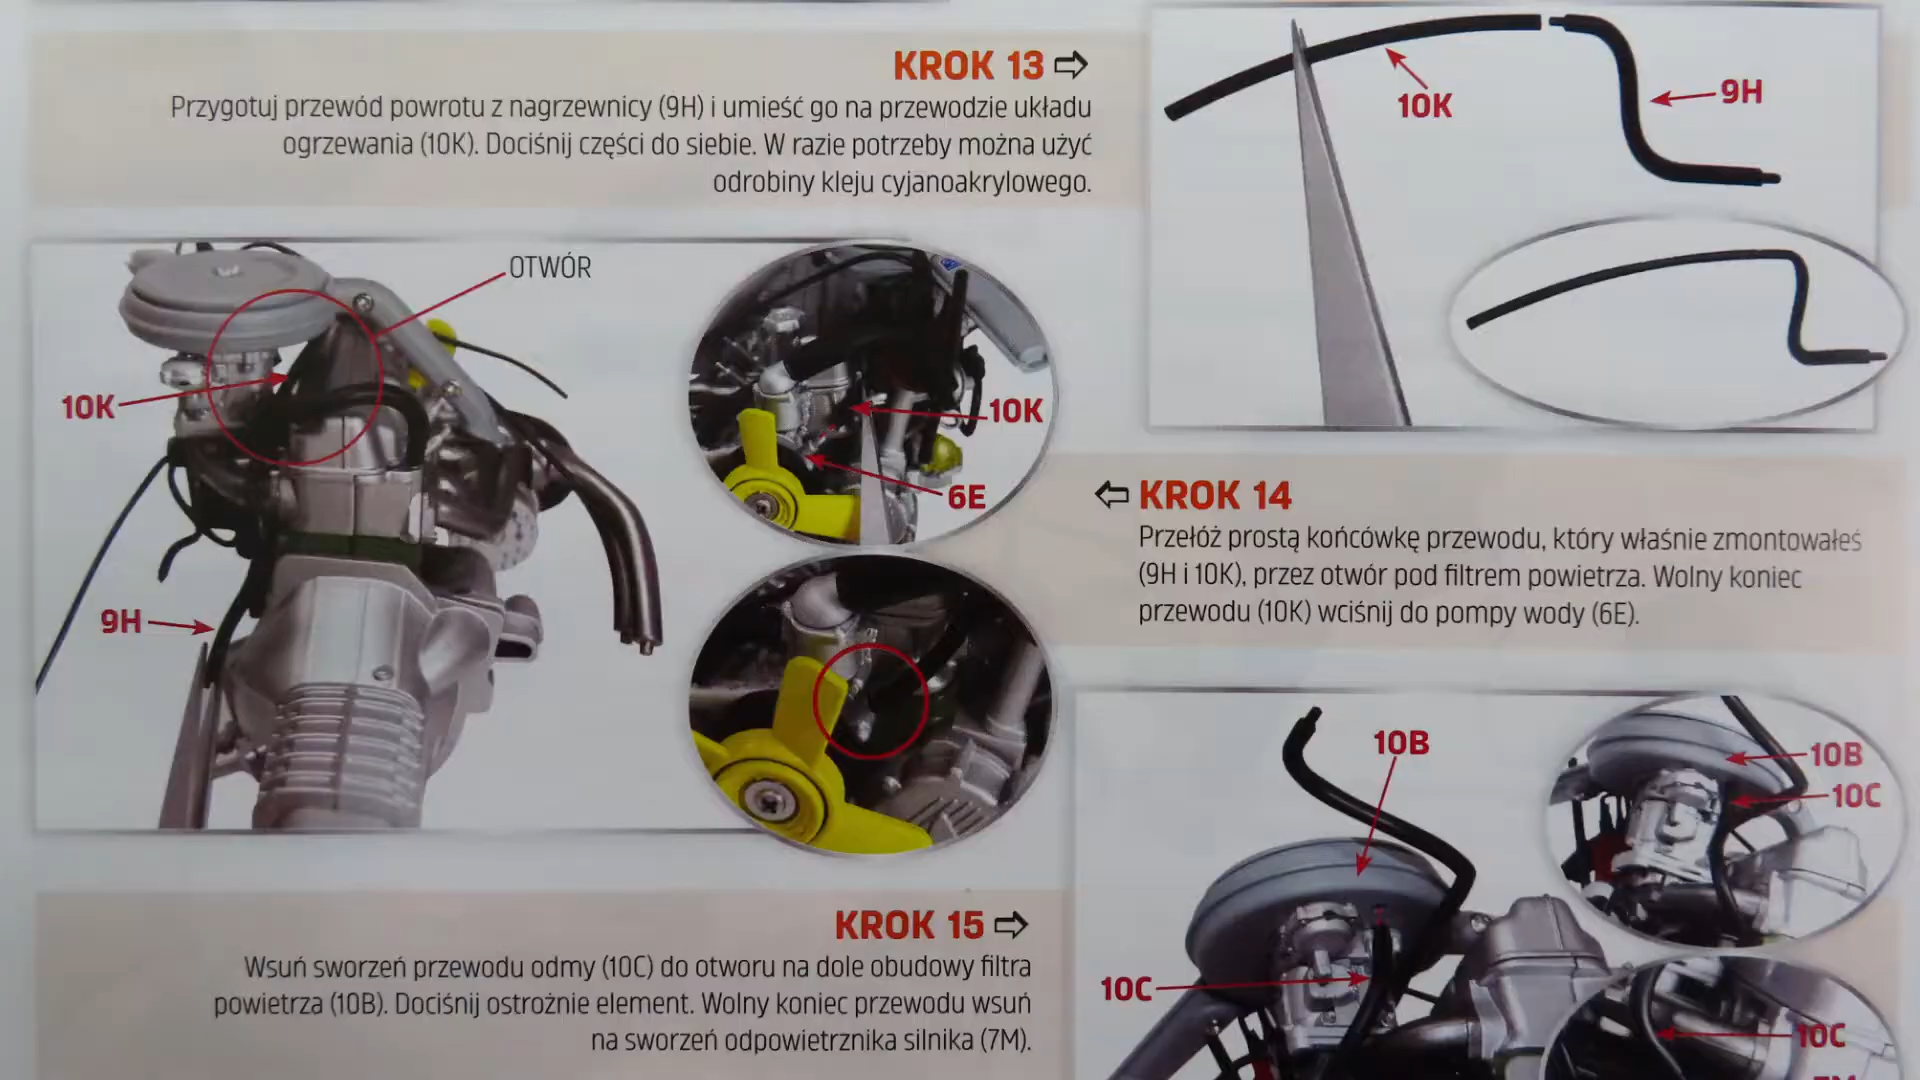 KROK 13
Przygotuj przewód powrotu z nagrzewnicy (9H) i umieść go na przewodzie układu
ogrzewania (10K). Dociśnij części do siebie. W razie potrzeby można użyć
odrobiny kleju cyjanoakrylowego.
10K
9H
OTWÓR
10K
9H
10K
6E
KROK 14
Przełóż prostą końcówkę przewodu, który właśnie zmontowałeś
(9H i 10K), przez otwór pod filtrem powietrza. Wolny koniec
przewodu (10K) wciśnij do pompy wody (6E).
KROK 15
Wsuń sworzeń przewodu odmy (10C) do otworu na dole obudowy filtra
powietrza (10B). Dociśnij ostrożnie element. Wolny koniec przewodu wsuń
na sworzeń odpowietrznika silnika (7M).
10B
10C
10B
10C
10C